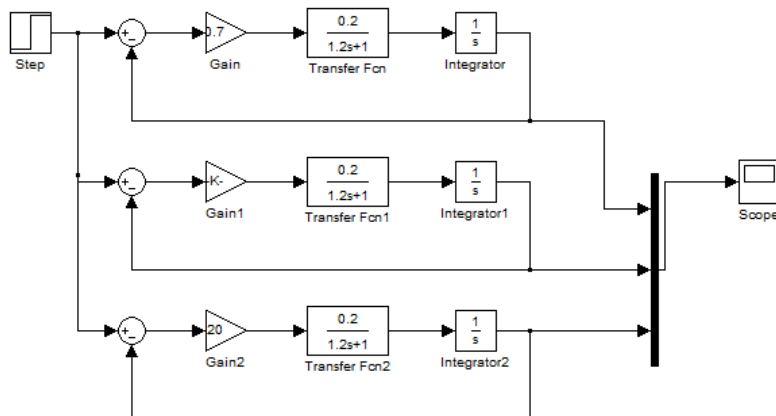 Step
+
-
0.7
Gain
0.2
1.2s+1
Transfer Fcn
1
s
Integrator
+
-
-K-
Gain1
0.2
1.2s+1
Transfer Fcn1
1
s
Integrator1
Scope
+
-
20
Gain2
0.2
1.2s+1
Transfer Fcn2
1
s
Integrator2